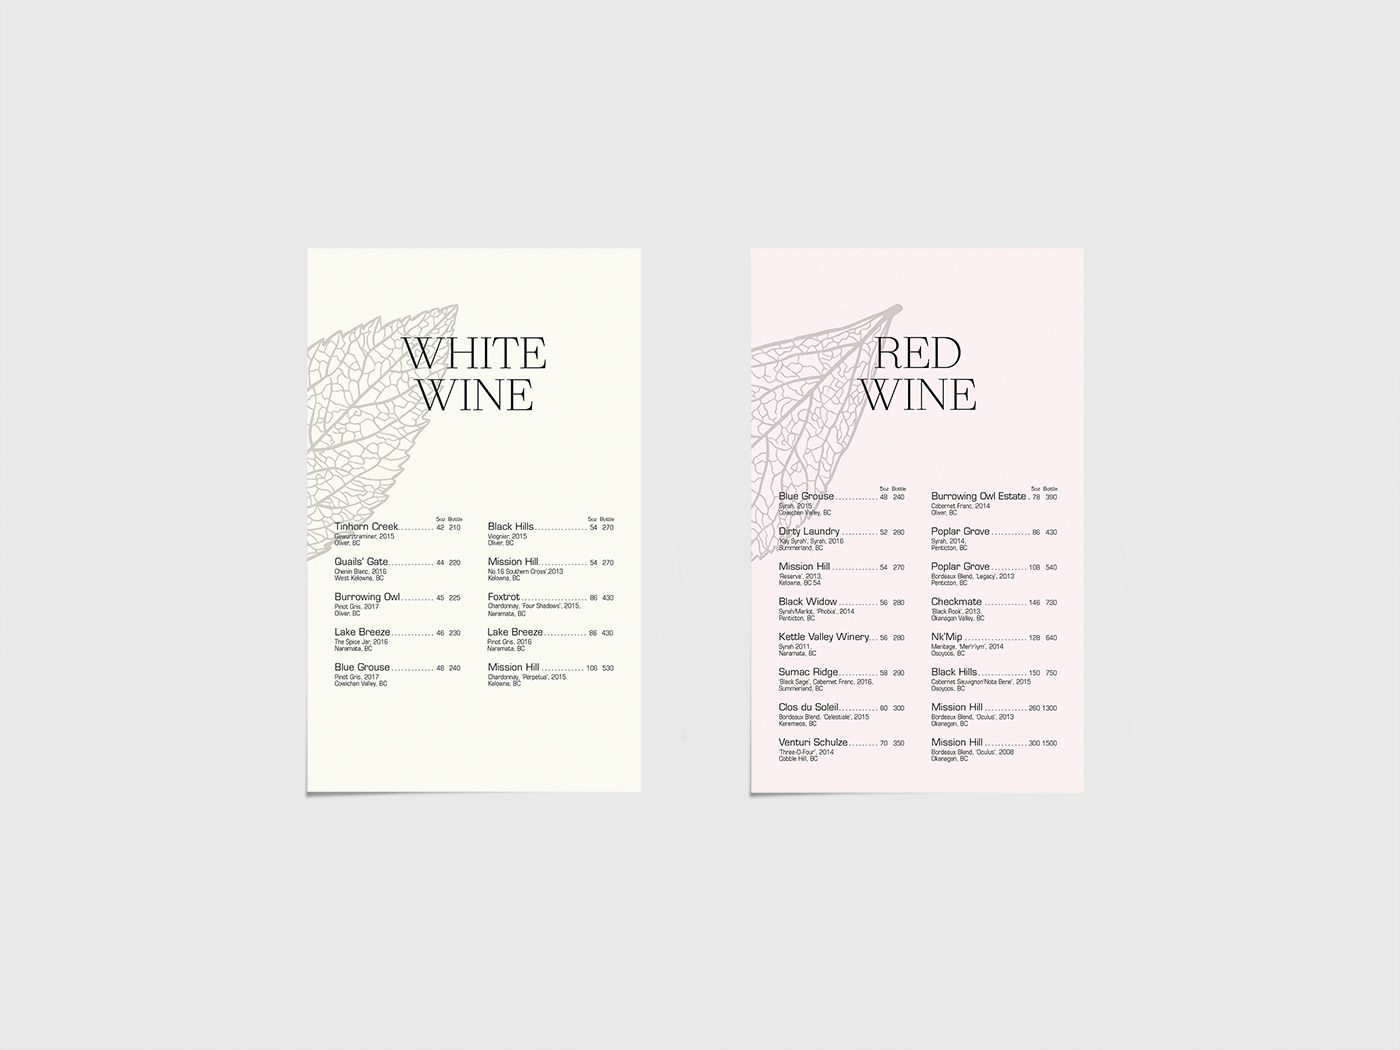 WHITE
WINE
5oz Bottle
Tinhorn Creek.......... 42 210
Gewurztraminer, 2015
Oliver, BC
Quails' Gate............. 44 220
Chenin Blanc, 2016
West Kelowna, BC
Burrowing Owl......... 45 225
Pinot Gris, 2017
Oliver, BC
Lake Breeze............ 46 230
The Spice Jar, 2016
Naramata, BC
Blue Grouse............ 48 240
Pinot Gris, 2017
Cowichan Valley, BC
5oz Bottle
Black Hills............... 54 270
Viognier, 2015
Oliver, BC
Mission Hill.............. 54 270
No.16 Southern Cross',2013
Kelowna, BC
Foxtrot................... 86 430
Chardonnay, 'Four Shadows', 2015,
Naramata, BC
Lake Breeze............ 86 430
Pinot Gris, 2016
Naramata, BC
Mission Hill ............. 106 530
Chardonnay, 'Perpetua', 2015
Kelowna, BC
RED
WINE
5oz Bottle
Blue Grouse............ 48 240
Syrah, 2015
Cowichan Valley, BC
Dirty Laundry .......... 52 260
'Kay Syrah', Syrah, 2016
Summerland, BC
Mission Hill ............. 54 270
'Reserve', 2013,
Kelowna, BC 54
Black Widow ........... 56 280
Syrah/Merlot, 'Phobia', 2014
Penticton, BC
Kettle Valley Winery... 56 280
Syrah 2011.
Naramata, BC
Sumac Ridge........... 58 290
'Black Sage', Cabernet Franc, 2016,
Summerland, BC
Clos du Soleil........... 60 300
Bordeaux Blend, 'Celestiale', 2015
Keremeos, BC
Venturi Schulze........ 70 350
'Three-O-Four', 2014
Cobble Hill, BC
5oz Bottle
Burrowing Owl Estate . 78 390
Cabernet Franc, 2014
Oliver, BC
Poplar Grove ........... 86 430
Syrah, 2014,
Penticton, BC
Poplar Grove .......... 108 540
Bordeaux Blend, 'Legacy', 2013
Penticton, BC
Checkmate ............ 146 730
'Black Rook', 2013,
Okanagan Valley, BC
Nk'Mip .................. 128 640
Meritage, 'Mer'r'iym', 2014
Osoyoos, BC
Black Hills ............. 150 750
Cabernet Sauvignon'Nota Bene', 2015
Osoyoos, BC
Mission Hill ............ 260 1300
Bordeaux Blend, 'Oculus', 2013
Okanagan, BC
Mission Hill ............ 300 1500
Bordeaux Blend, 'Oculus', 2008
Okanagan, BC